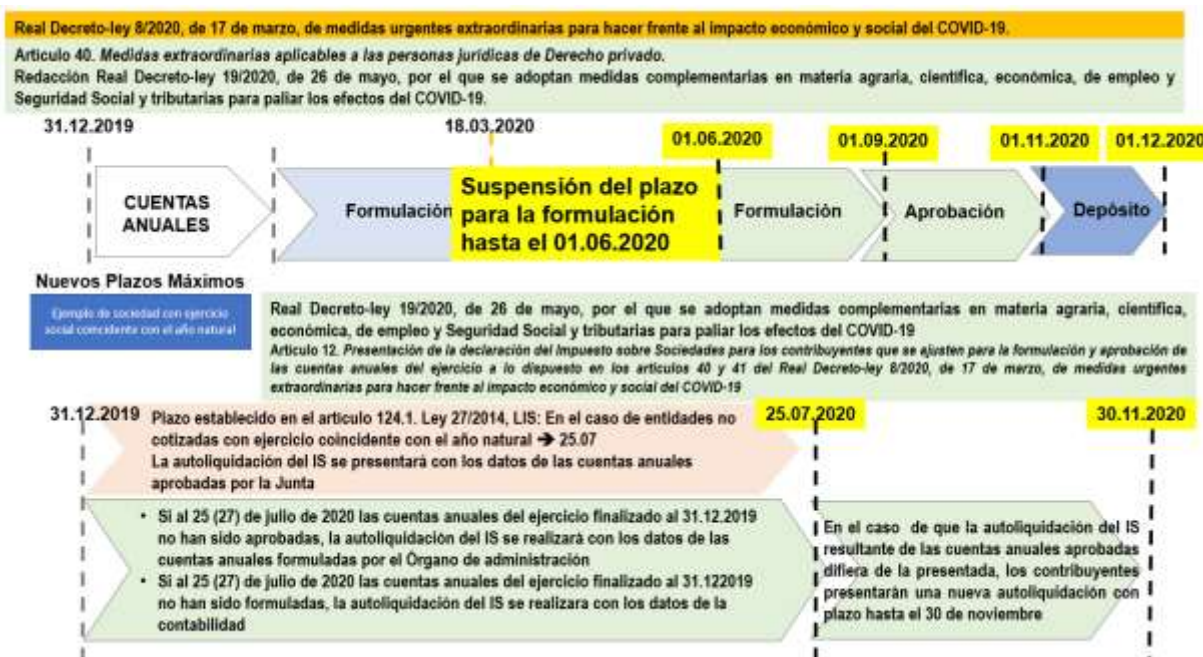 Real Decreto-ley 8/2020, de 17 de marzo, de medidas urgentes extraordinarias para hacer frente al impacto económico y social del COVID-19.
Artículo 40. Medidas extraordinarias aplicables a las personas jurídicas de Derecho privado.
Redacción Real Decreto-ley 19/2020, de 26 de mayo, por el que se adoptan medidas complementarias en materia agraria, científica, económica, de empleo y
Seguridad Social y tributarias para paliar los efectos del COVID-19.
31.12.2019
18.03.2020
01.06.2020
01.09.2020
01.11.2020
01.12.2020
CUENTAS
ANUALES
Formulación
Suspensión del plazo
para la formulación
hasta el 01.06.2020
Formulación
Aprobación
Depósito
Nuevos Plazos Máximos
Ejemplo de sociedad con ejercicio
social coincidente con el año natural
Real Decreto-ley 19/2020, de 26 de mayo, por el que se adoptan medidas complementarias en materia agraria, científica,
económica, de empleo y Seguridad Social y tributarias para paliar los efectos del COVID-19
Artículo 12. Presentación de la declaración del Impuesto sobre Sociedades para los contribuyentes que se ajusten para la formulación y aprobación de
las cuentas anuales del ejercicio a lo dispuesto en los artículos 40 y 41 del Real Decreto-ley 8/2020, de 17 de marzo, de medidas urgentes
extraordinarias para hacer frente al impacto económico y social del COVID-19
31.12.2019
25.07.2020
30.11.2020
Plazo establecido en el artículo 124.1. Ley 27/2014, LIS: En el caso de entidades no
cotizadas con ejercicio coincidente con el año natural ➔ 25.07
La autoliquidación del IS se presentará con los datos de las cuentas anuales
aprobadas por la Junta
• Si al 25 (27) de julio de 2020 las cuentas anuales del ejercicio finalizado al 31.12.2019
no han sido aprobadas, la autoliquidación del IS se realizará con los datos de las
cuentas anuales formuladas por el Órgano de administración
• Si al 25 (27) de julio de 2020 las cuentas anuales del ejercicio finalizado al 31.122019
no han sido formuladas, la autoliquidación del IS se realizara con los datos de la
contabilidad
En el caso de que la autoliquidación del IS
resultante de las cuentas anuales aprobadas
difiera de la presentada, los contribuyentes
presentarán una nueva autoliquidación con
plazo hasta el 30 de noviembre